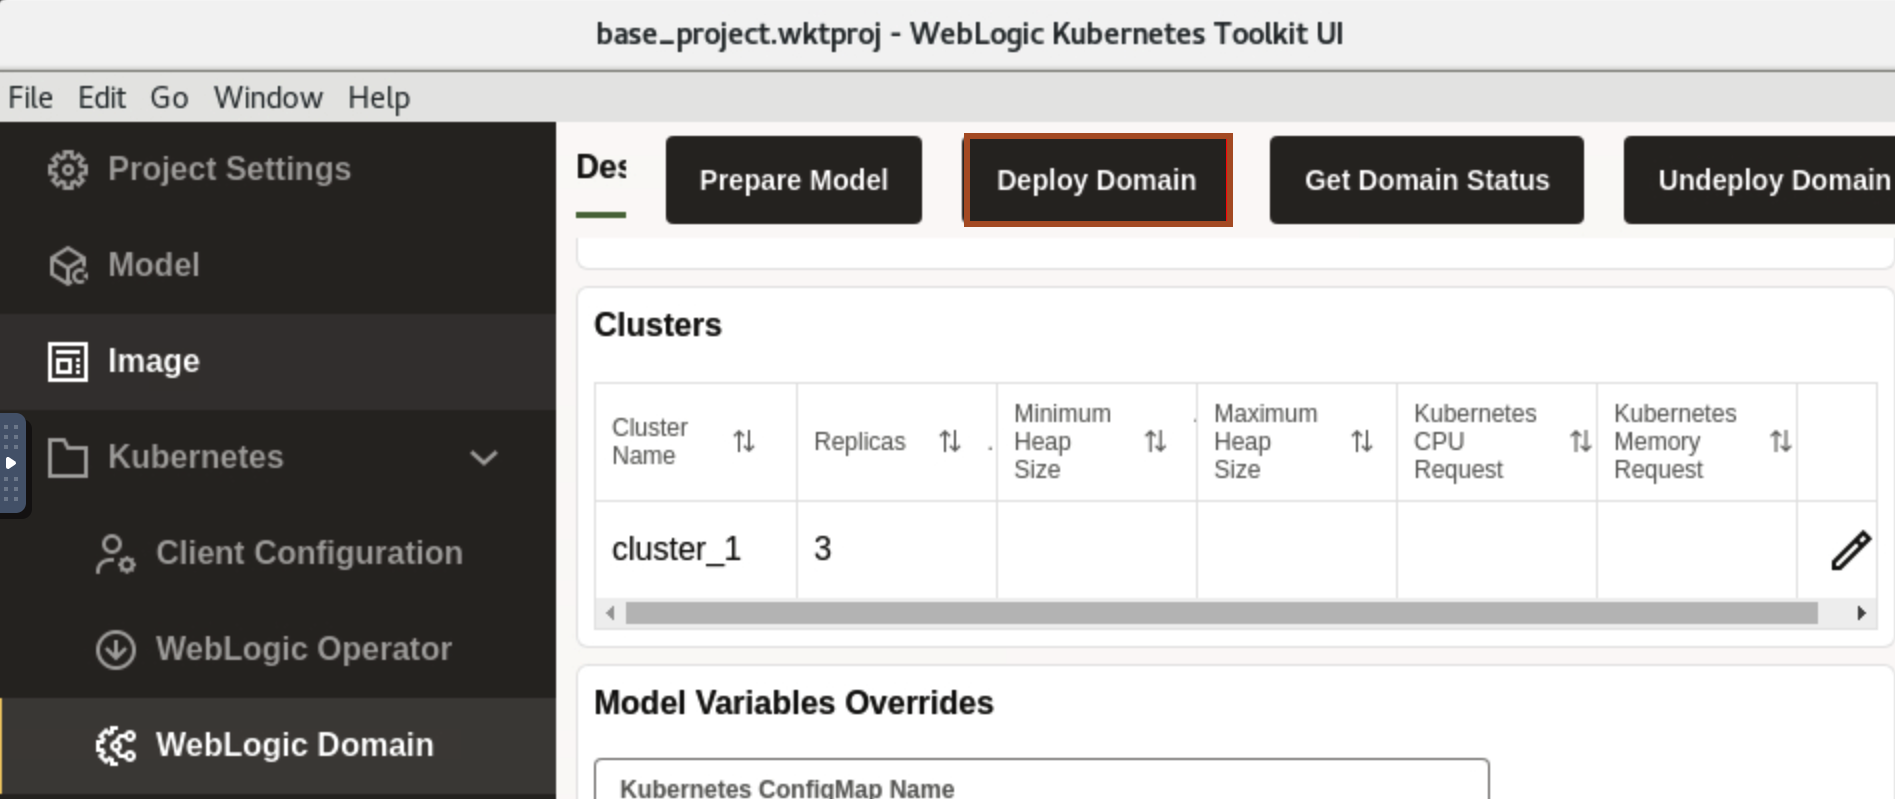 base_project.wktproj - WebLogic Kubernetes Toolkit UI
File Edit Go Window Help
Project Settings
Model
Image
Kubernetes
Client Configuration
WebLogic Operator
WebLogic Domain
Des
Prepare Model
Deploy Domain
Get Domain Status
Undeploy Domain
Clusters
Cluster
Name
Replicas
Minimum
Heap
Size
Maximum
Heap
Size
Kubernetes
CPU
Request
Kubernetes
Memory
Request
cluster_1
3
Model Variables Overrides
Kubernetes ConfigMap Name